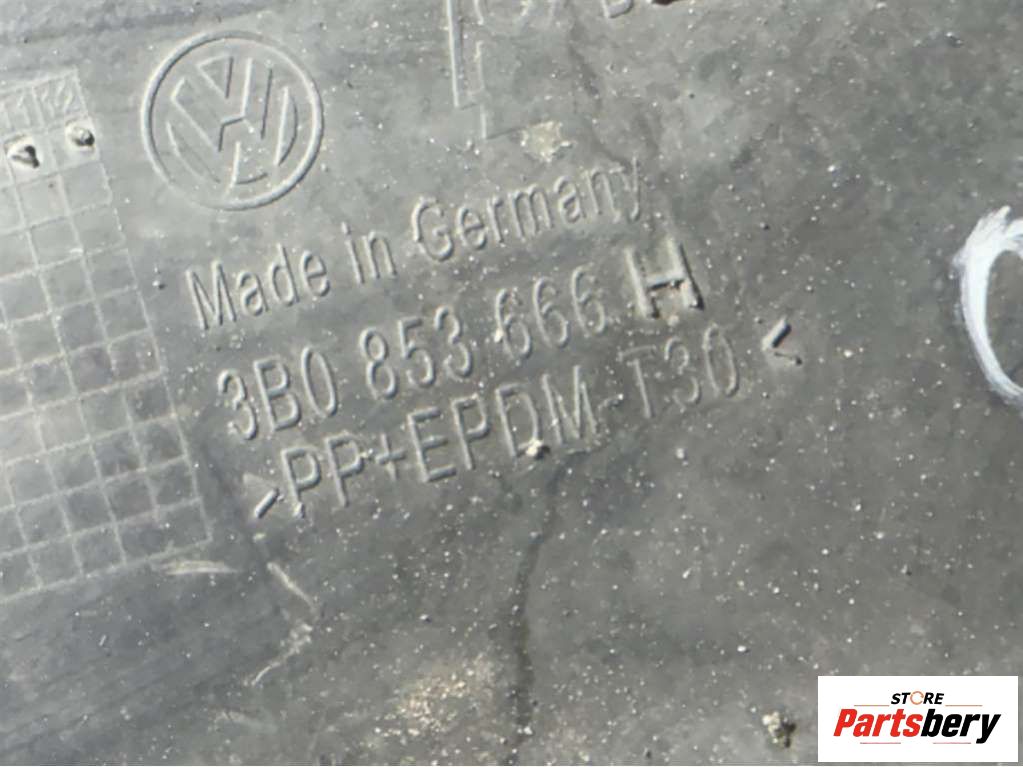 Made in Germany
3B0 853 666 H
>PP+EPDM-T30<
STORE
Partsbery